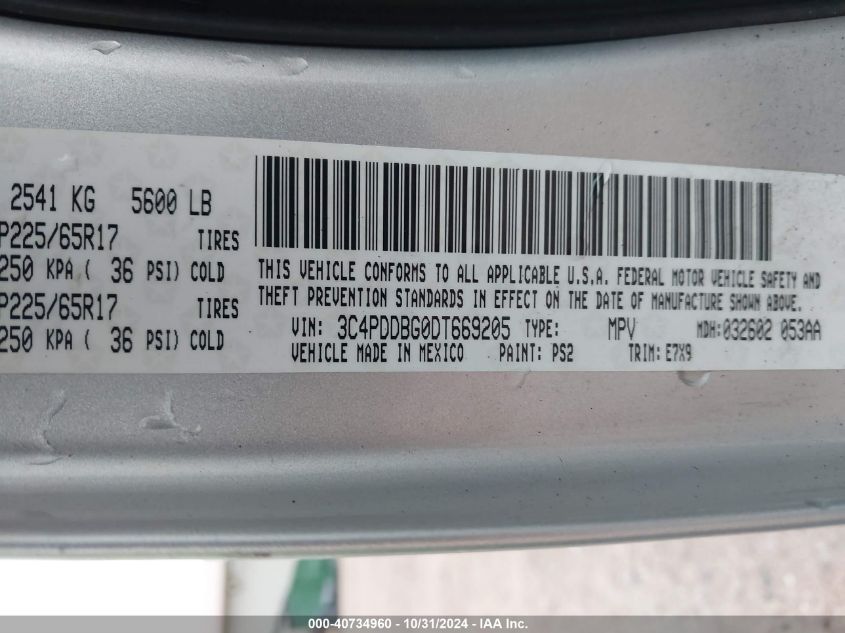 2541 KG 5600 LB
P225/65R17 TIRES
250 KPA ( 36 PSI) COLD
P225/65R17 TIRES
250 KPA ( 36 PSI) COLD
THIS VEHICLE CONFORMS TO ALL APPLICABLE U.S.A. FEDERAL MOTOR VEHICLE SAFETY AND
THEFT PREVENTION STANDARDS IN EFFECT ON THE DATE OF MANUFACTURE SHOWN ABOVE.
VIN: 3C4PDDBG0DT669205 TYPE: MPV MDH:032602 053AA
VEHICLE MADE IN MEXICO PAINT: PS2 TRIM: E7X9
000-40734960 - 10/31/2024 - IAA Inc.